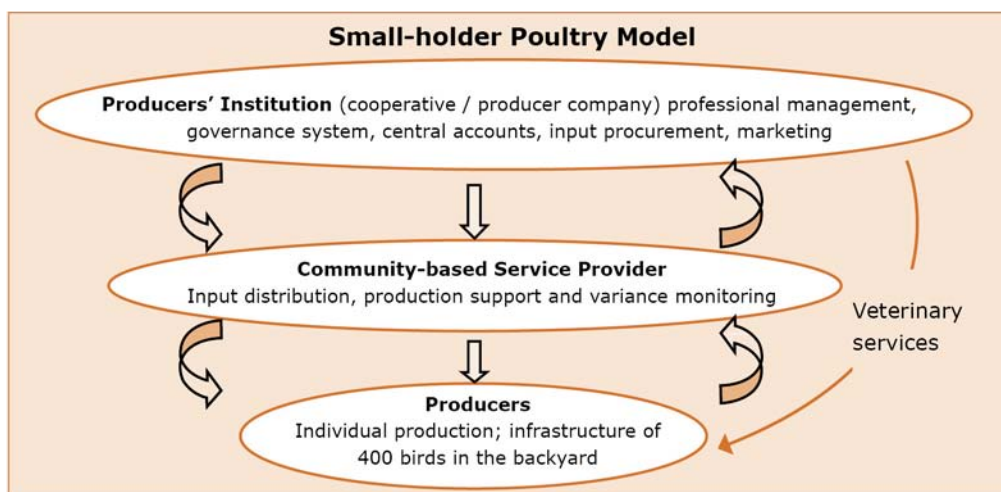 Small-holder Poultry Model
Producers’ Institution (cooperative / producer company) professional management,
governance system, central accounts, input procurement, marketing
Community-based Service Provider
Input distribution, production support and variance monitoring
Veterinary
services
Producers
Individual production; infrastructure of
400 birds in the backyard